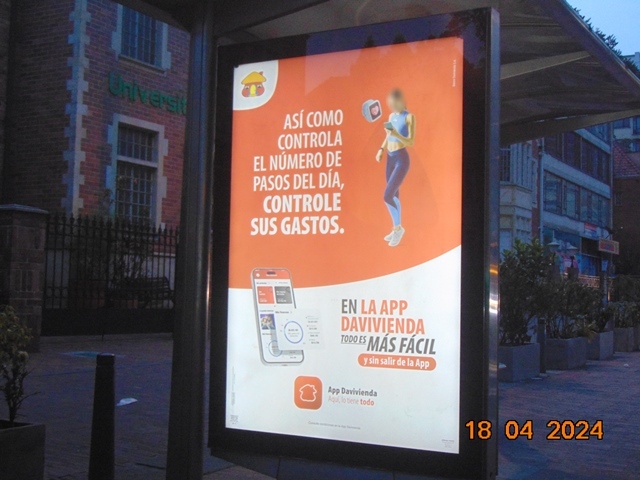 Universit
ASÍ COMO
CONTROLA
EL NÚMERO DE
PASOS DEL DÍA,
CONTROLE
SUS GASTOS.
EN LA APP
DAVIVIENDA
TODO ES MÁS FÁCIL
y sin salir de la App
App Davivienda
Aquí, lo tiene todo
18 04 2024